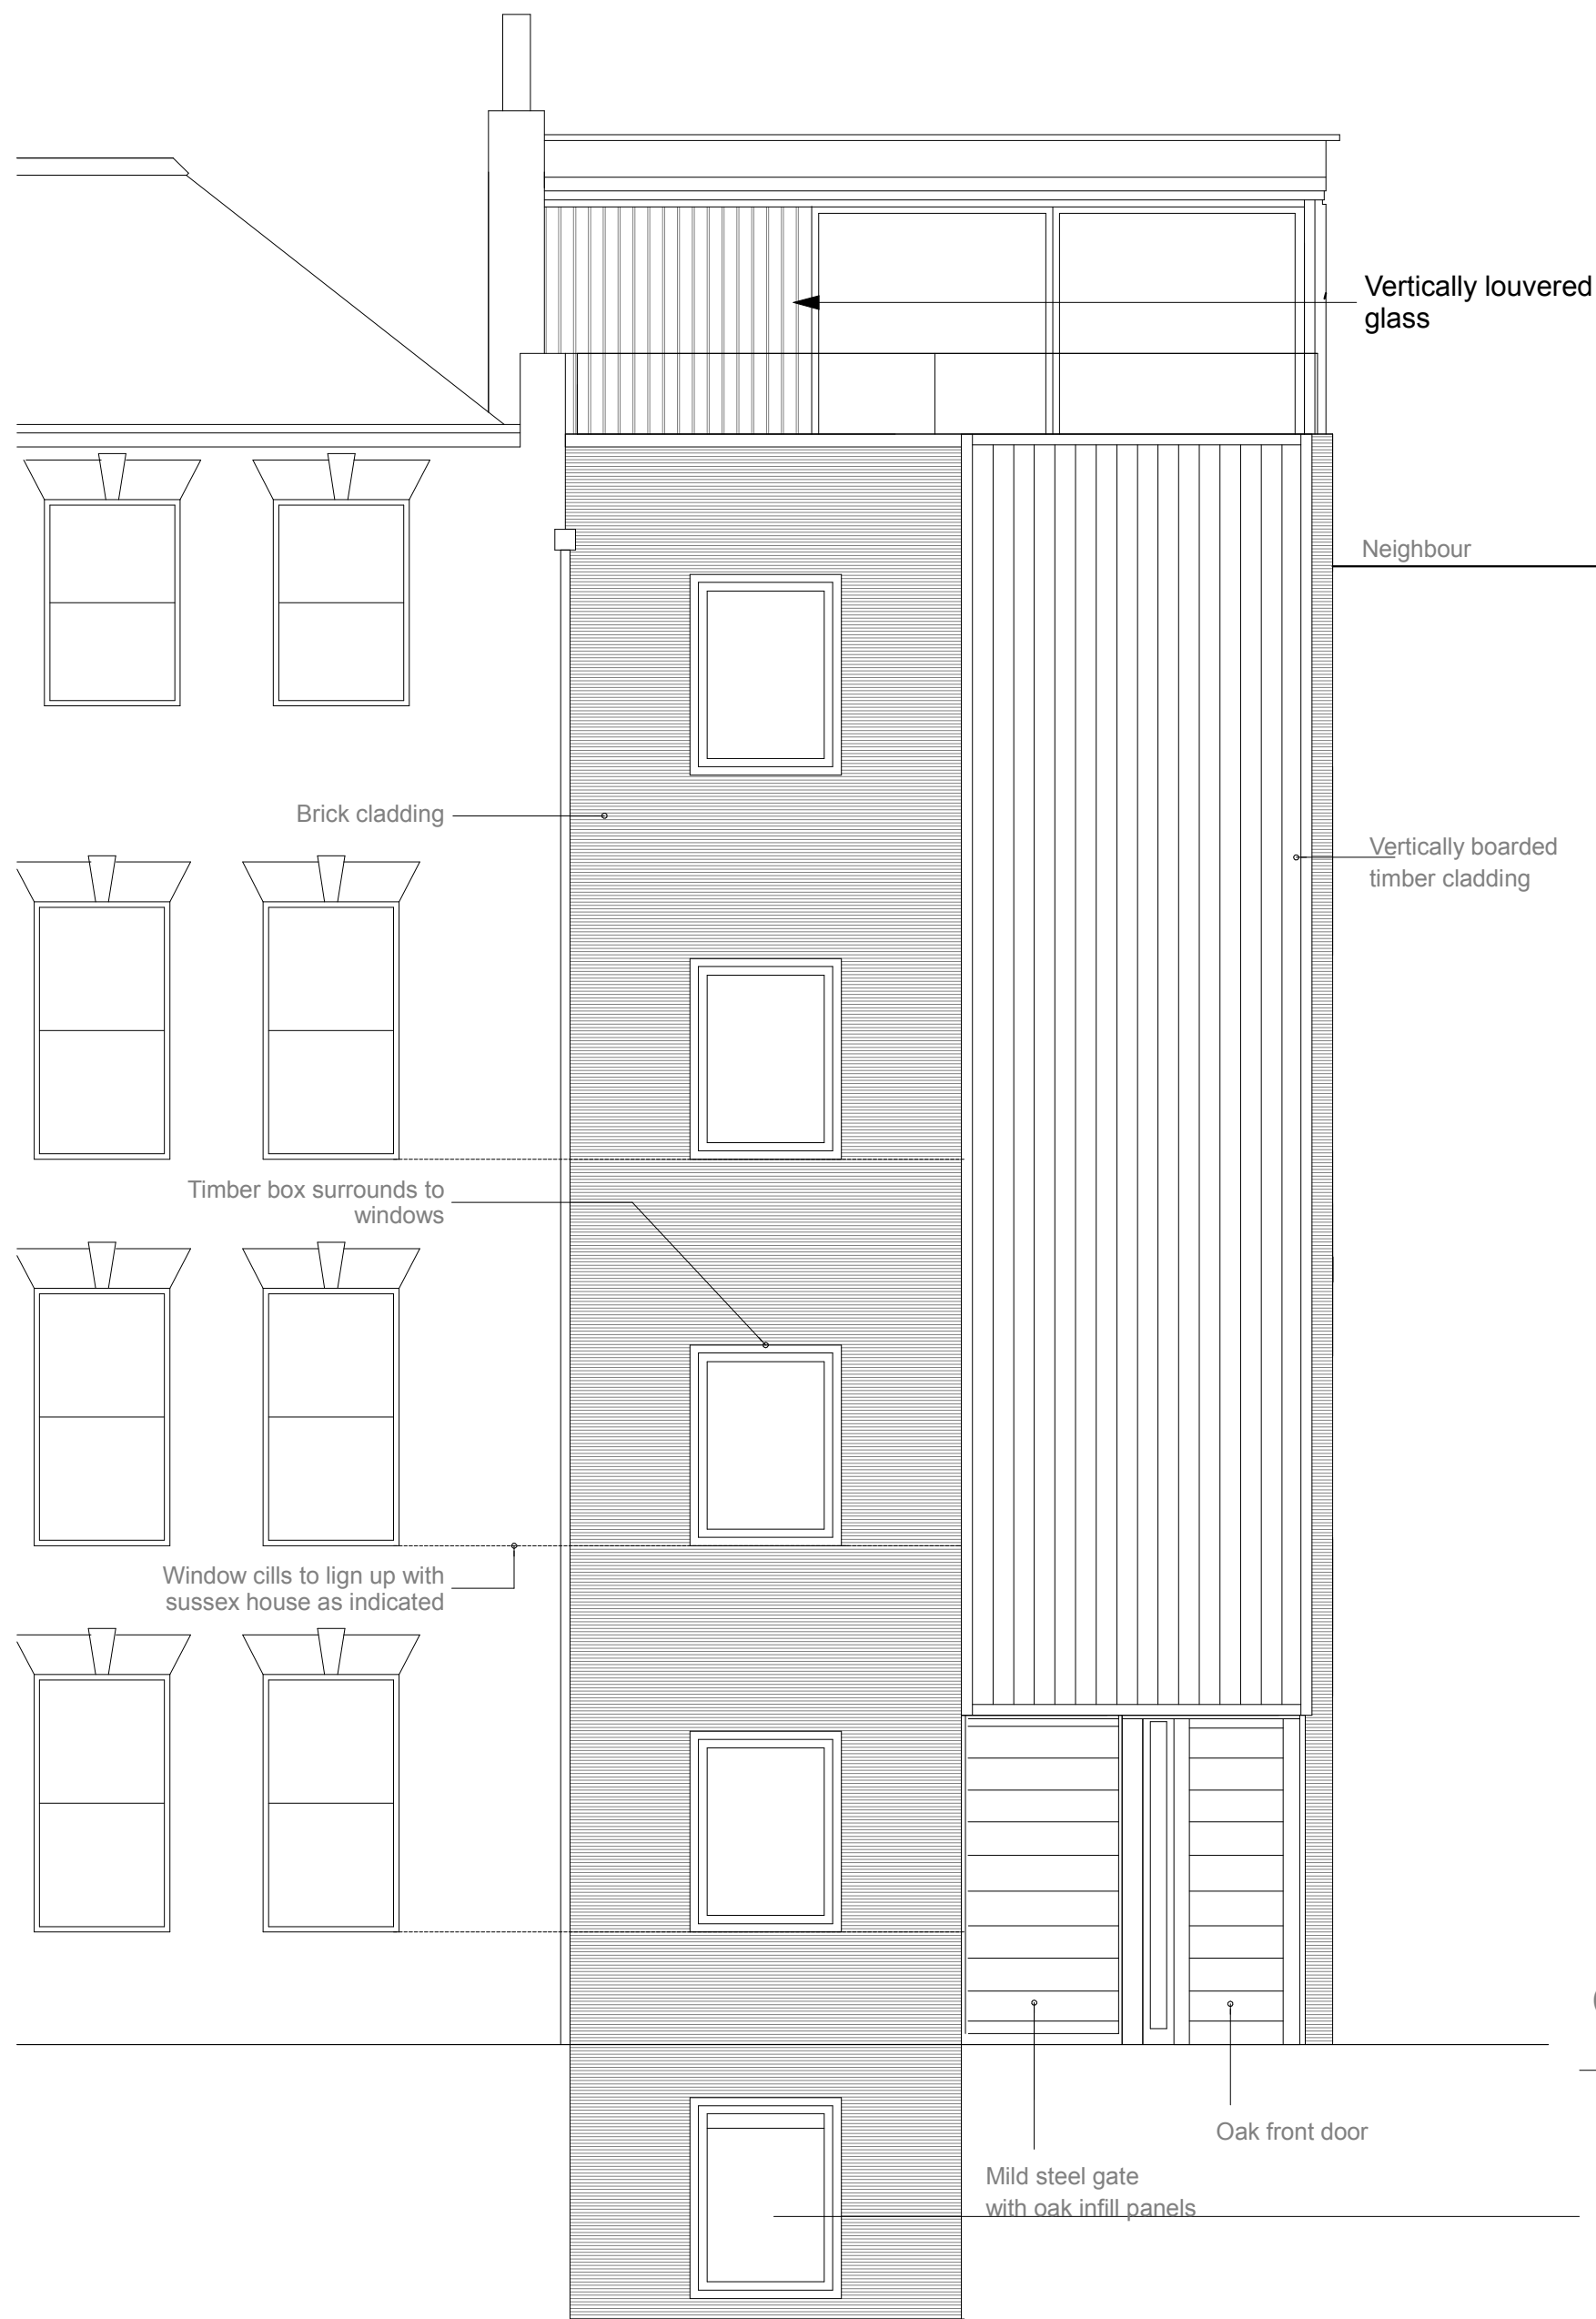 Vertically louvered
glass
Neighbour
Brick cladding
Vertically boarded
timber cladding
Timber box surrounds to
windows
Window cills to lign up with
sussex house as indicated
Oak front door
Mild steel gate
with oak infill panels